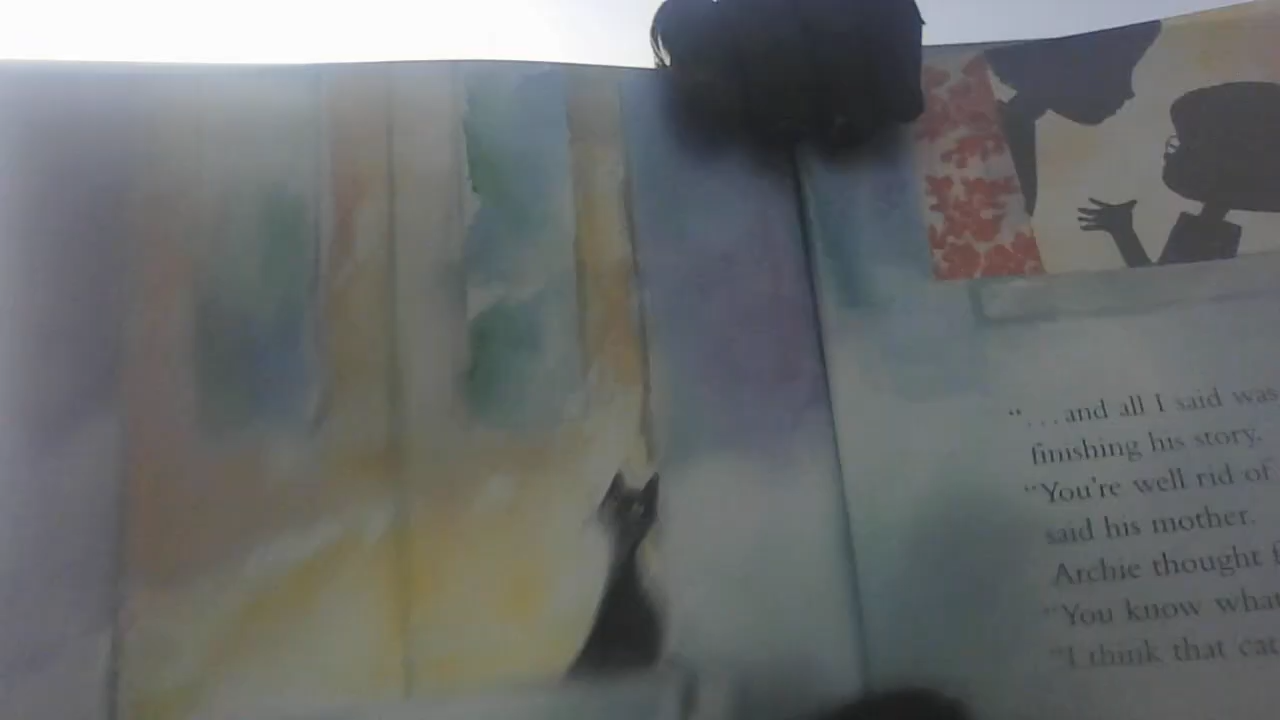 “...and all I said was
finishing his story.
“You're well rid of
said his mother.
Archie thought
“You know what
“I think that cat